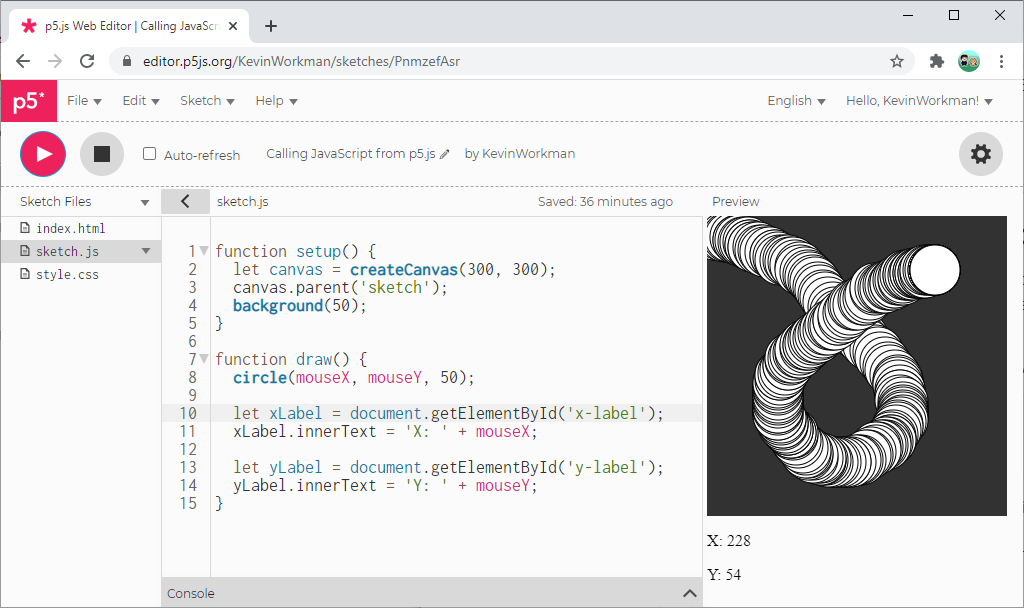 p5.js Web Editor | Calling JavaScr
editor.p5js.org/KevinWorkman/sketches/PnmzefAsr
p5* File Edit Sketch Help English Hello, KevinWorkman!
Auto-refresh Calling JavaScript from p5.js by KevinWorkman
Sketch Files sketch.js Saved: 36 minutes ago Preview
index.html
sketch.js
style.css
1 function setup() {
2 let canvas = createCanvas(300, 300);
3 canvas.parent('sketch');
4 background(50);
5 }
6
7 function draw() {
8 circle(mouseX, mouseY, 50);
9
10 let xLabel = document.getElementById('x-label');
11 xLabel.innerText = 'X: ' + mouseX;
12
13 let yLabel = document.getElementById('y-label');
14 yLabel.innerText = 'Y: ' + mouseY;
15 }
X: 228
Y: 54
Console